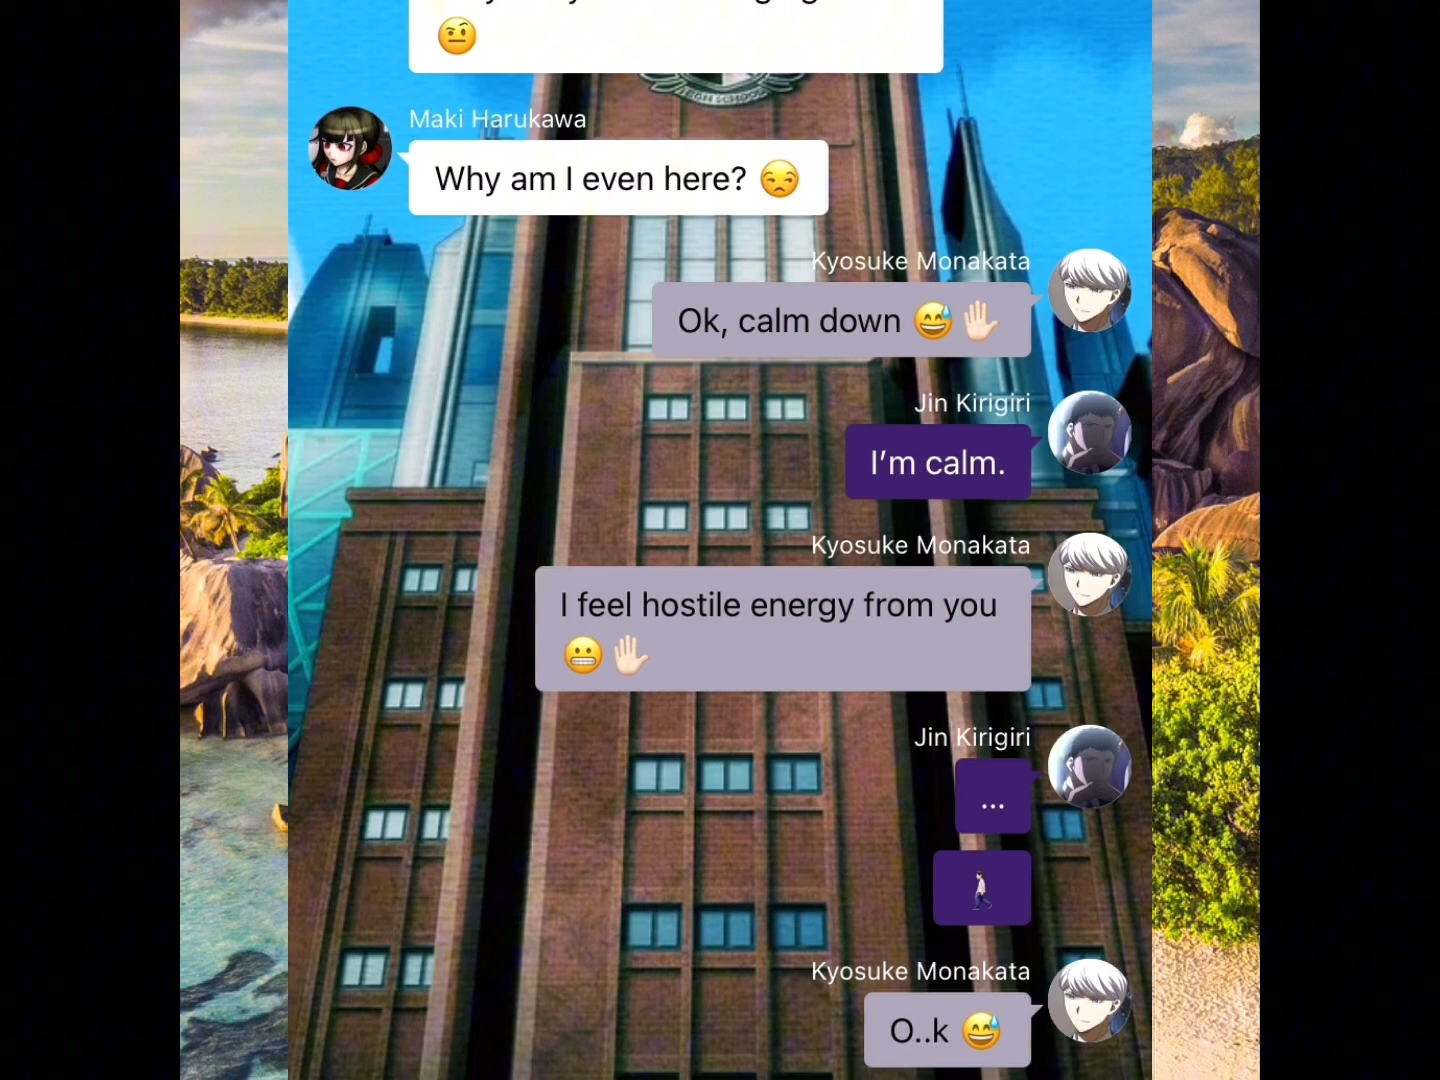 🤨
Maki Harukawa
Why am I even here? 😒
Kyosuke Monakata
Ok, calm down 😅✋🏻
Jin Kirigiri
I’m calm.
Kyosuke Monakata
I feel hostile energy from you
😬✋🏻
Jin Kirigiri
...
🚶🏻
Kyosuke Monakata
O..k 😅